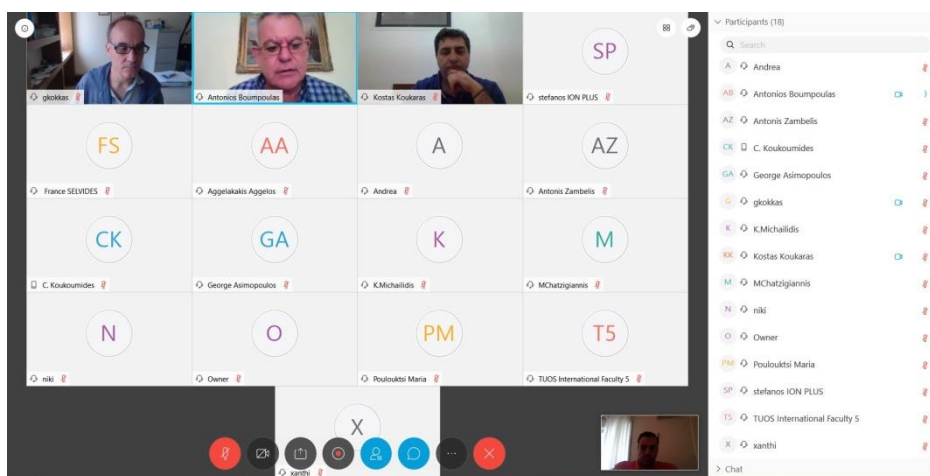 gkokkas
Antonios Boumpoulas
Kostas Koukaras
SP
stefanos ION PLUS
FS
France SELVIDES
AA
Aggelakakis Aggelos
A
Andrea
AZ
Antonis Zambelis
CK
C. Koukoumides
GA
George Asimopoulos
K
K.Michailidis
M
MChatzigiannis
N
niki
O
Owner
PM
Poulouktsi Maria
T5
TUOS International Faculty 5
X
xanthi
Participants (18)
Search
A Andrea
AB Antonios Boumpoulas
AZ Antonis Zambelis
CK C. Koukoumides
GA George Asimopoulos
G gkokkas
K K.Michailidis
KK Kostas Koukaras
M MChatzigiannis
N niki
O Owner
PM Poulouktsi Maria
SP stefanos ION PLUS
T5 TUOS International Faculty 5
X xanthi
Chat